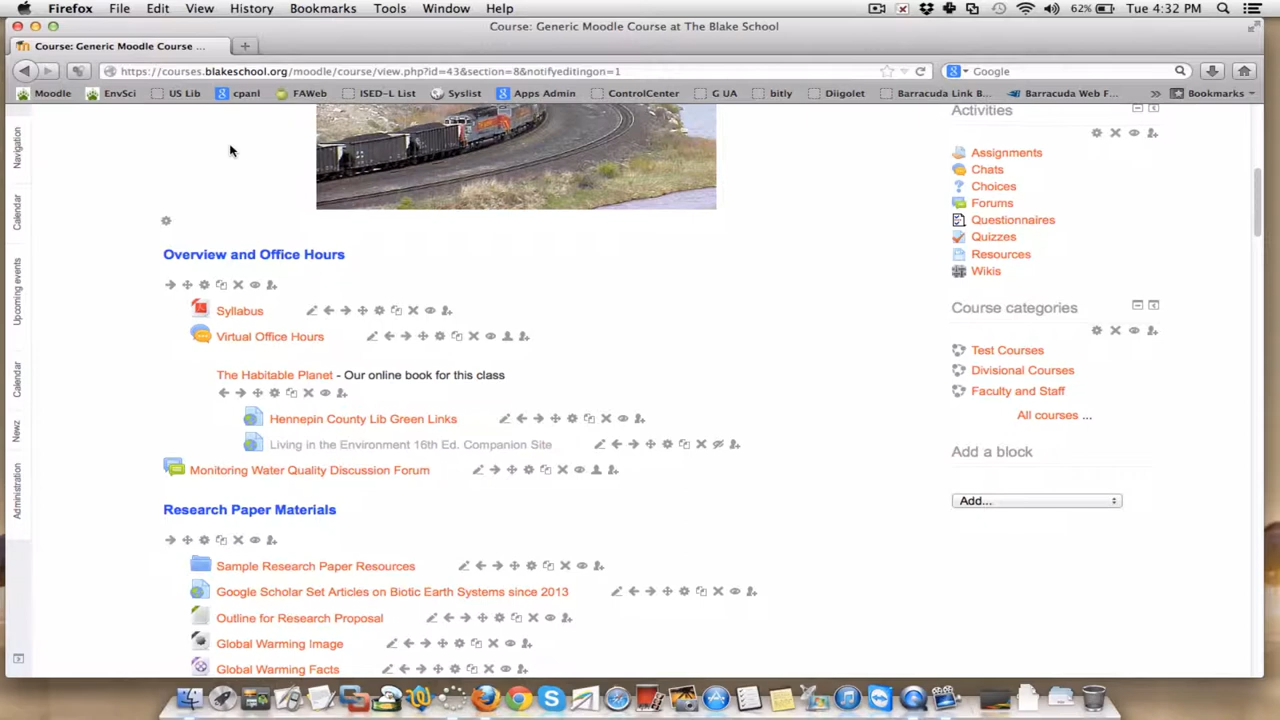 Firefox File Edit View History Bookmarks Tools Window Help 62% Tue 4:32 PM
Course: Generic Moodle Course at The Blake School
Course: Generic Moodle Course ...
https://courses.blakeschool.org/moodle/course/view.php?id=43&section=8&notifyeditingon=1 Google
Moodle EnvSci US Lib cpanl FAWeb ISED-L List Syslist Apps Admin ControlCenter G UA bitly Diigolet Barracuda Link B... Barracuda Web F... » Bookmarks
Navigation
Calendar
Upcoming events
Calendar
Newz
Administration
Overview and Office Hours
Syllabus
Virtual Office Hours
The Habitable Planet - Our online book for this class
Hennepin County Lib Green Links
Living in the Environment 16th Ed. Companion Site
Monitoring Water Quality Discussion Forum
Research Paper Materials
Sample Research Paper Resources
Google Scholar Set Articles on Biotic Earth Systems since 2013
Outline for Research Proposal
Global Warming Image
Global Warming Facts
Activities
Assignments
Chats
Choices
Forums
Questionnaires
Quizzes
Resources
Wikis
Course categories
Test Courses
Divisional Courses
Faculty and Staff
All courses ...
Add a block
Add...